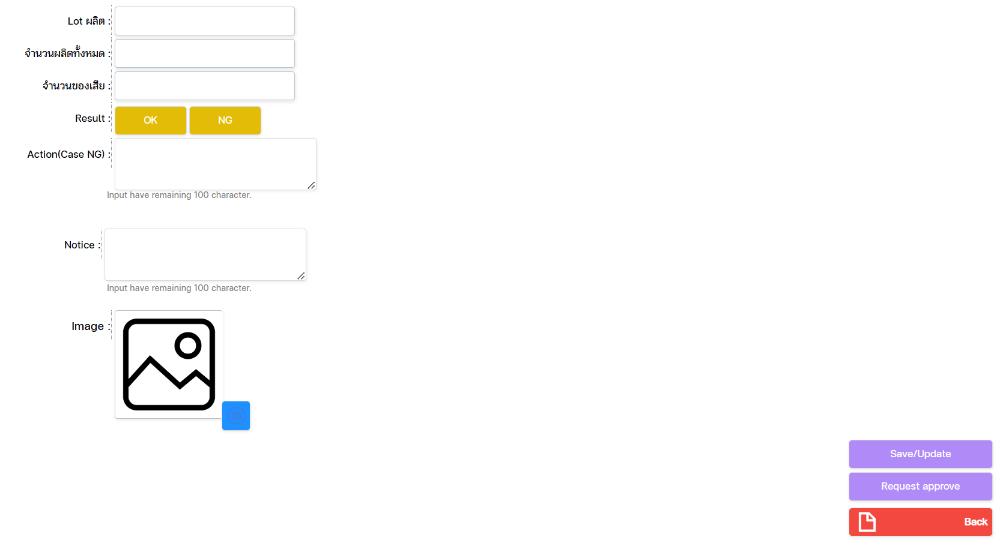 Lot ผลิต :
จำนวนผลิตทั้งหมด :
จำนวนของเสีย :
Result : OK NG
Action(Case NG) :
Input have remaining 100 character.
Notice :
Input have remaining 100 character.
Image :
Save/Update
Request approve
Back